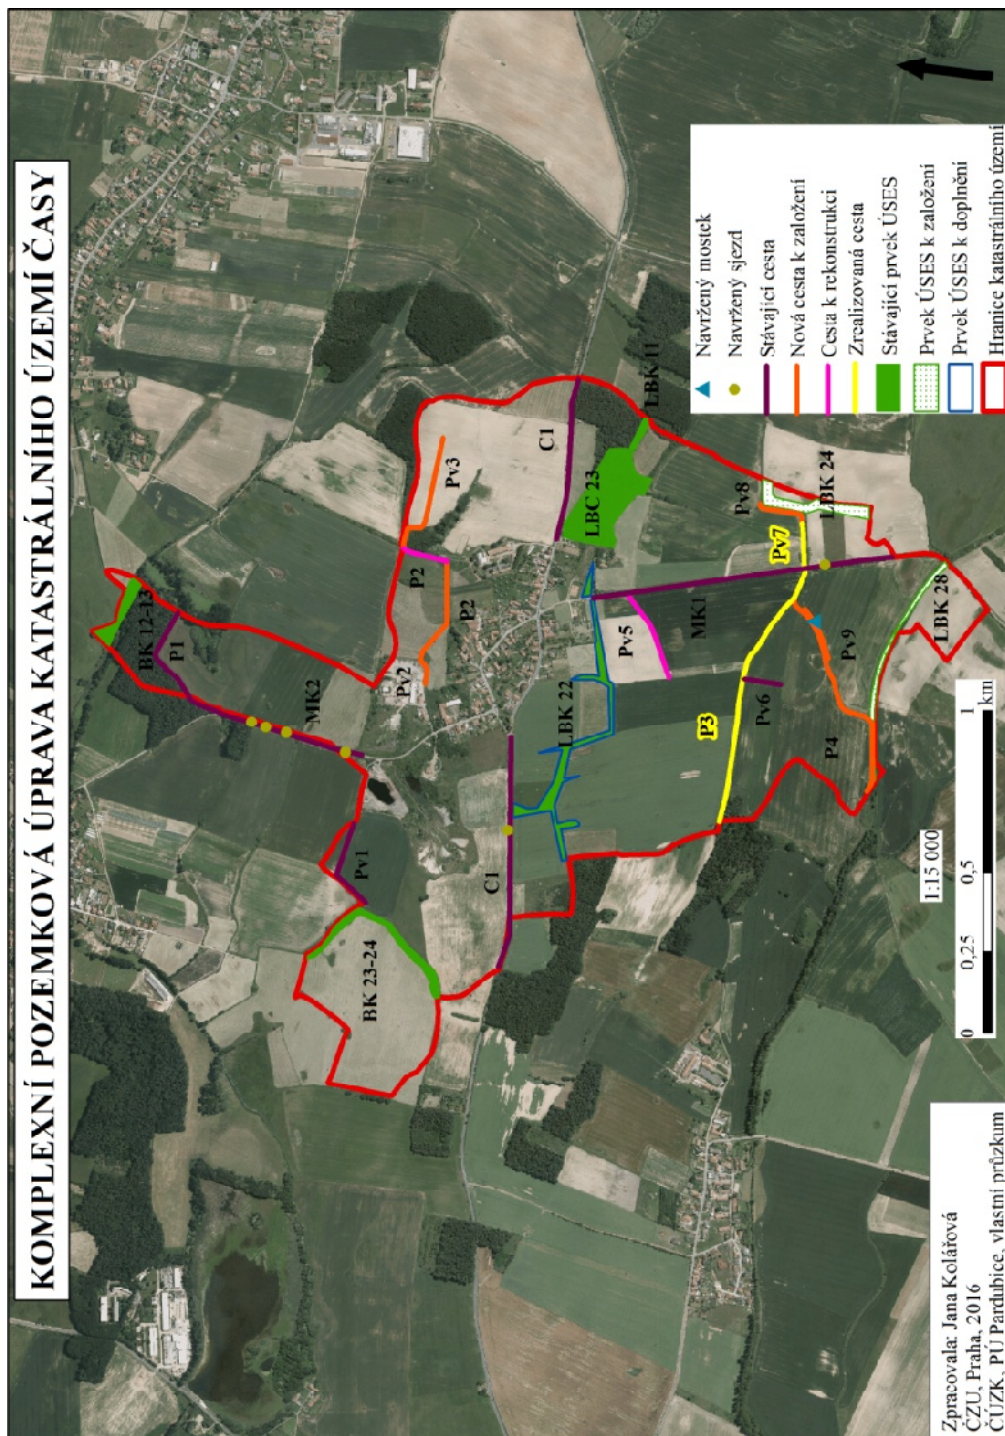 KOMPLEXNÍ POZEMKOVÁ ÚPRAVA KATASTRÁLNÍHO ÚZEMÍ ČASY
BK 12-13
P1
MK2
Pv1
BK 23-24
C1
Pv2
P2
P2
Pv3
C1
LBC 23
LBK 11
LBK 22
Pv5
MK1
P3
Pv6
Pv7
Pv8
LBK 24
Pv9
P4
LBK 28
Navržený mostek
Navržený sjezd
Stávající cesta
Nová cesta k založení
Cesta k rekonstrukci
Zrealizovaná cesta
Stávající prvek ÚSES
Prvek ÚSES k založení
Prvek ÚSES k doplnění
Hranice katastrálního území
1:15 000
0 0,25 0,5 1
km
Zpracovala: Jana Kolářová
ČZU, Praha, 2016
ČÚZK, PÚ Pardubice, vlastní průzkum